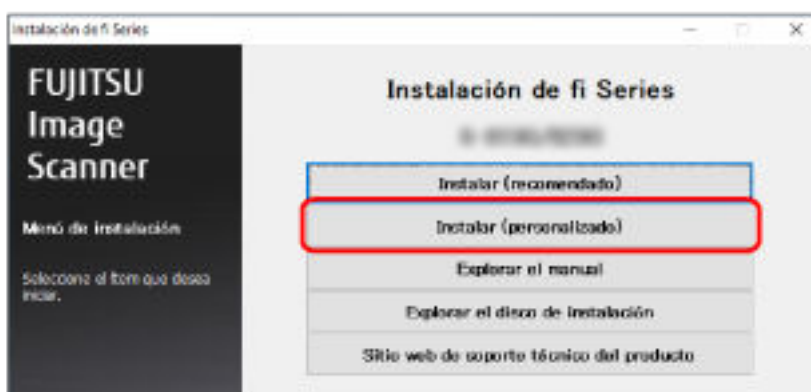 Instalación de fi Series
FUJITSU
Image
Scanner
Menú de instalación
Seleccione el ítem que desea
iniciar.
Instalación de fi Series
Instalar (recomendado)
Instalar (personalizado)
Explorar el manual
Explorar el disco de instalación
Sitio web de soporte técnico del producto